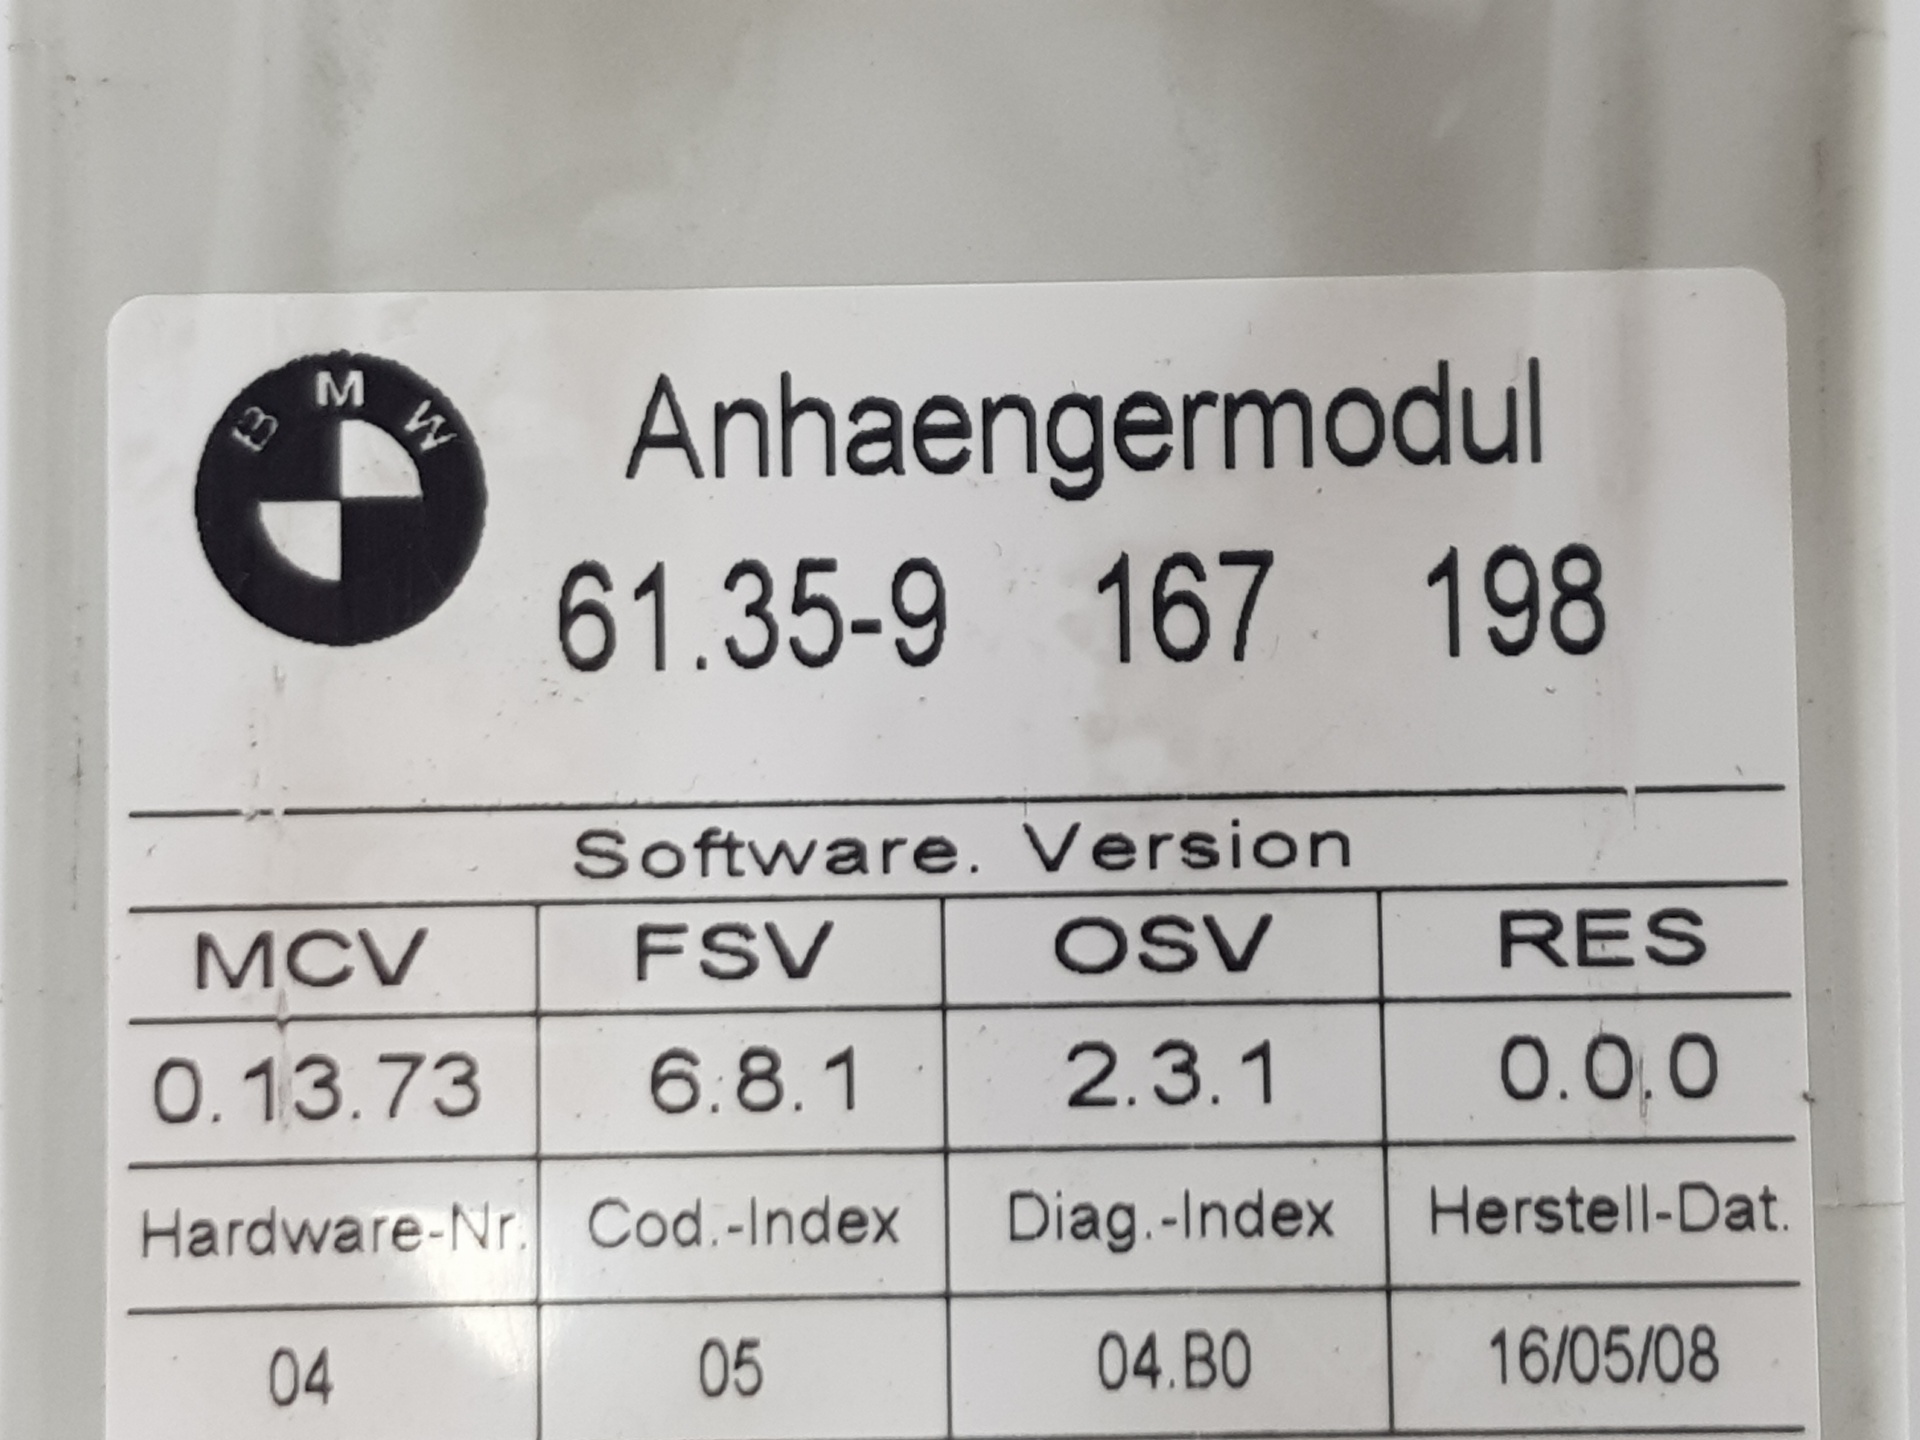 BMW
Anhaengermodul
61.35-9 167 198
Software. Version
MCV FSV OSV RES
0.13.73 6.8.1 2.3.1 0.0.0
Hardware-Nr. Cod.-Index Diag.-Index Herstell-Dat.
04 05 04.B0 16/05/08